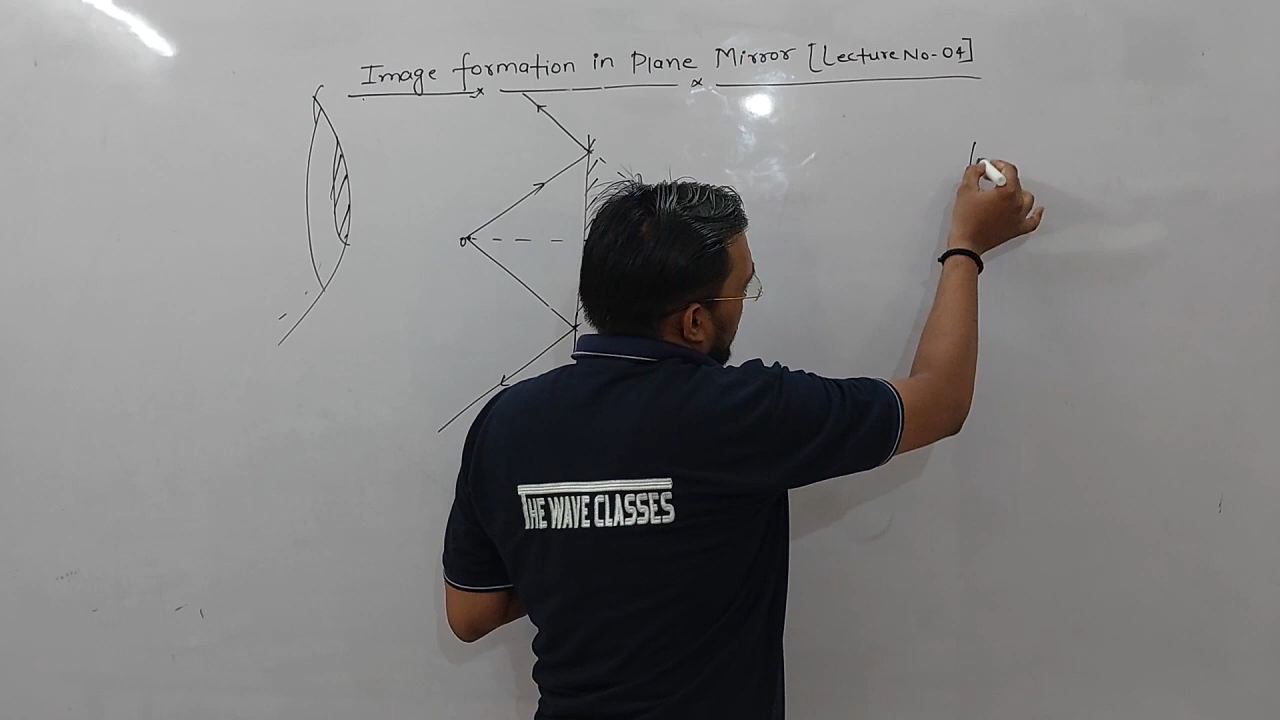 Image formation in Plane Mirror [Lecture No-04]
O
THE WAVE CLASSES